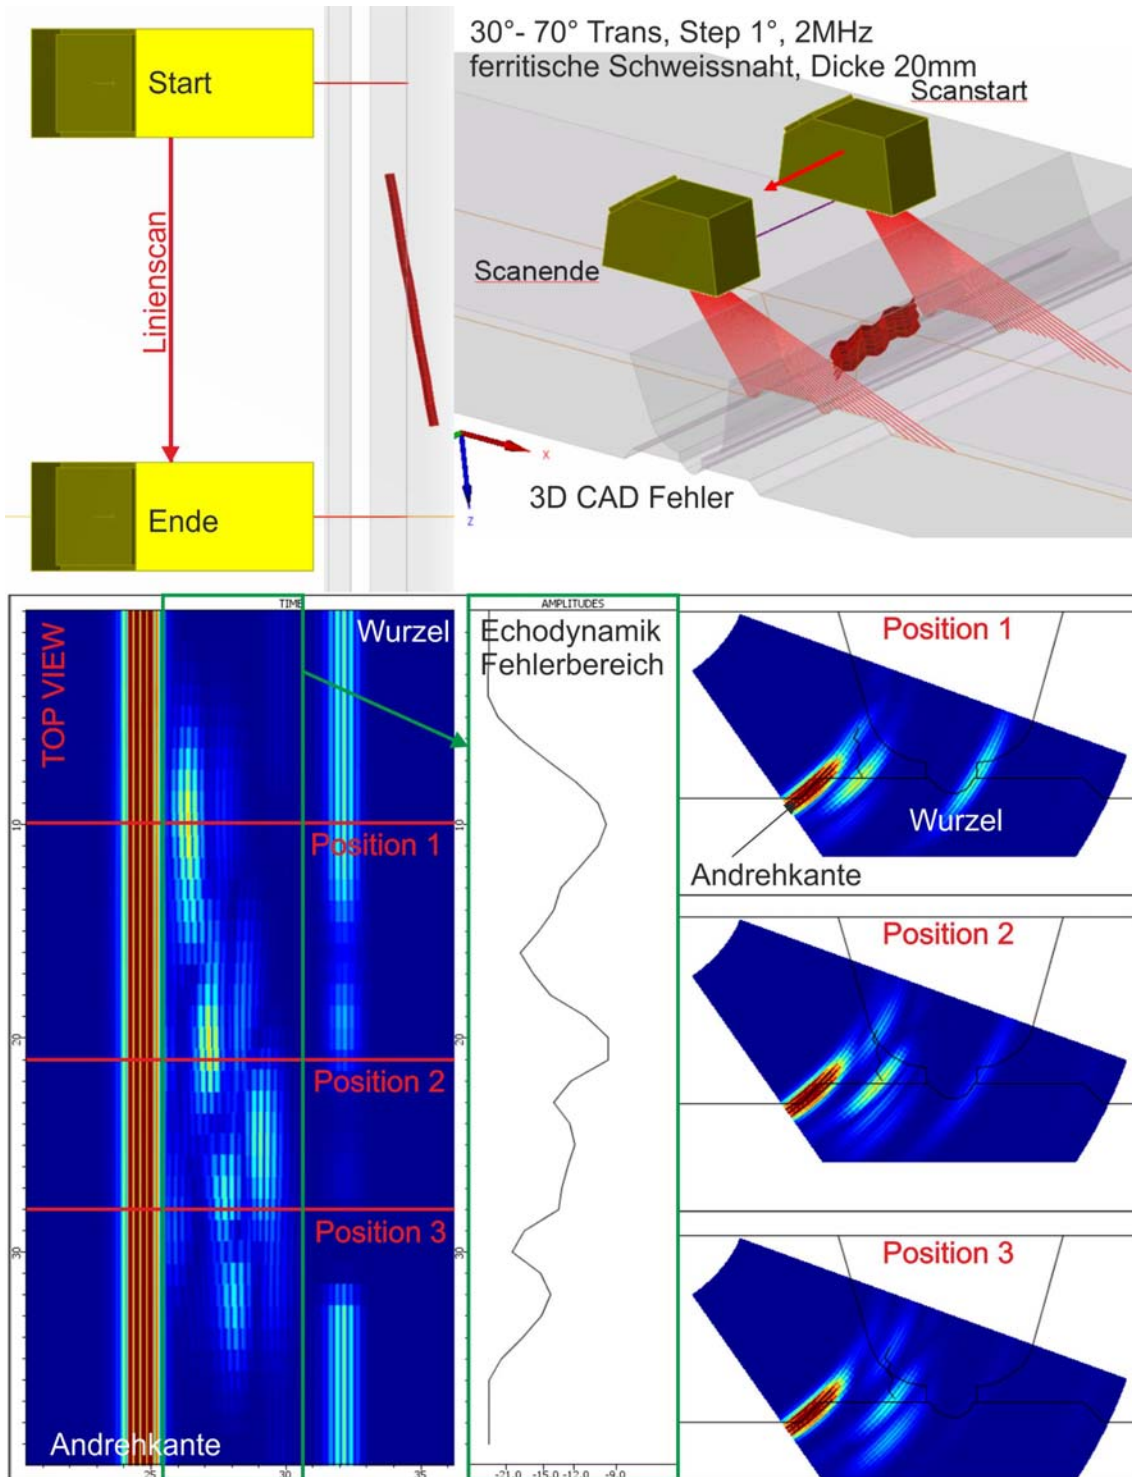 Start
Linienscan
Ende
30°- 70° Trans, Step 1°, 2MHz
ferritische Schweissnaht, Dicke 20mm
Scanstart
Scanende
X
Z
3D CAD Fehler
TIME
TOP VIEW
Wurzel
10
Position 1
20
Position 2
Position 3
30
Andrehkante
25
30
35
AMPLITUDES
Echodynamik
Fehlerbereich
10
20
30
-21.0
-15.0
-12.0
-9.0
Position 1
Wurzel
Andrehkante
Position 2
Position 3